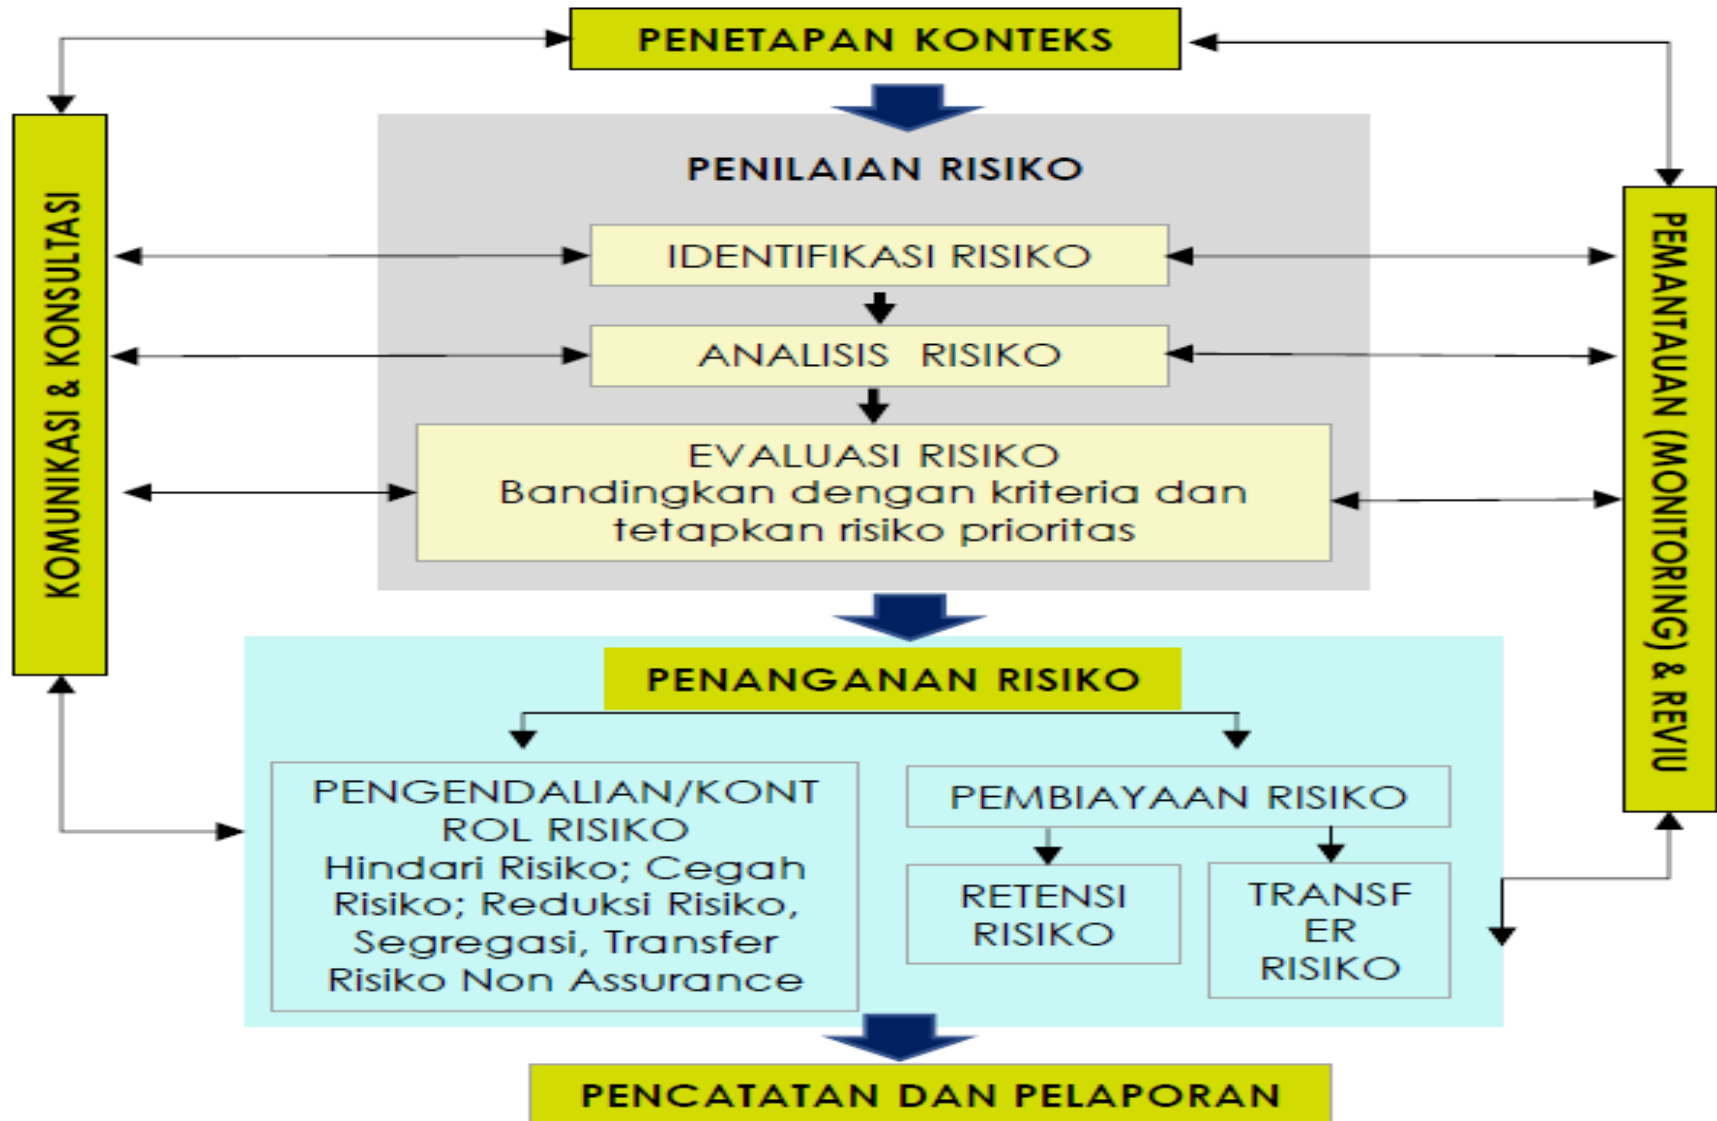 PENETAPAN KONTEKS
KOMUNIKASI & KONSULTASI
PENILAIAN RISIKO
IDENTIFIKASI RISIKO
ANALISIS RISIKO
EVALUASI RISIKO
Bandingkan dengan kriteria dan
tetapkan risiko prioritas
PEMANTAUAN (MONITORING) & REVIU
PENANGANAN RISIKO
PENGENDALIAN/KONT
ROL RISIKO
Hindari Risiko; Cegah
Risiko; Reduksi Risiko,
Segregasi, Transfer
Risiko Non Assurance
PEMBIAYAAN RISIKO
RETENSI
RISIKO
TRANSF
ER
RISIKO
PENCATATAN DAN PELAPORAN